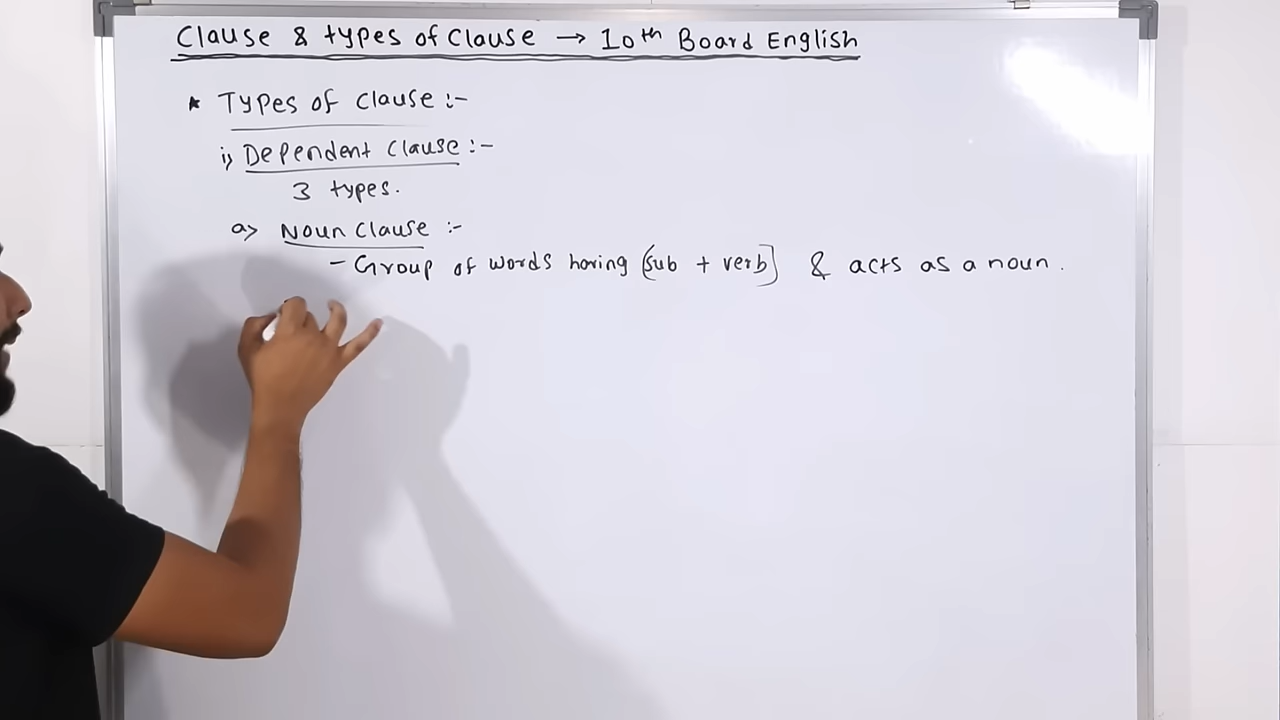 Clause & types of Clause → 10th Board English
* Types of Clause :-
i) Dependent Clause :-
3 types.
a) Noun Clause :-
- Group of words having [sub + verb] & acts as a noun.